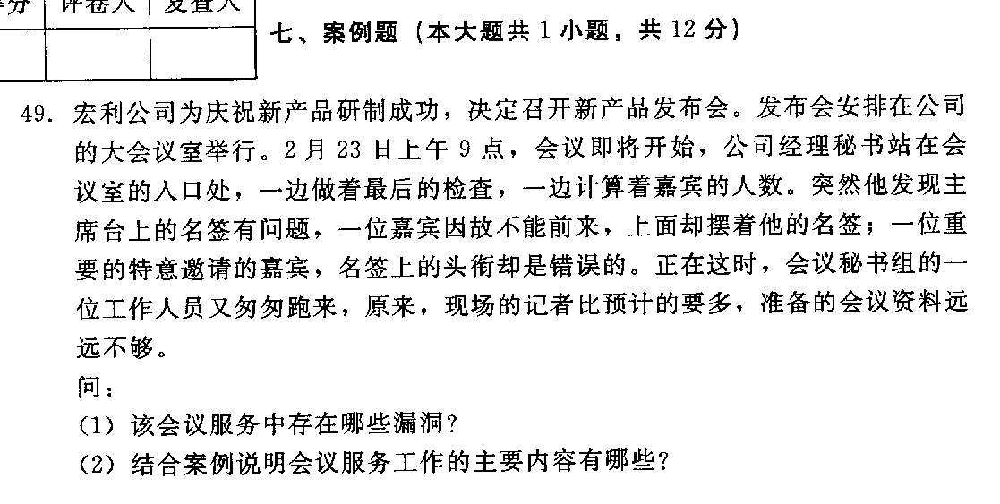 评卷人 复查人
七、案例题（本大题共 1 小题，共 12 分）
49. 宏利公司为庆祝新产品研制成功，决定召开新产品发布会。发布会安排在公司
的大会议室举行。2 月 23 日上午 9 点，会议即将开始，公司经理秘书站在会
议室的入口处，一边做着最后的检查，一边计算着嘉宾的人数。突然他发现主
席台上的名签有问题，一位嘉宾因故不能前来，上面却摆着他的名签；一位重
要的特意邀请的嘉宾，名签上的头衔却是错误的。正在这时，会议秘书组的一
位工作人员又匆匆跑来，原来，现场的记者比预计的要多，准备的会议资料远
远不够。
问：
（1）该会议服务中存在哪些漏洞？
（2）结合案例说明会议服务工作的主要内容有哪些？